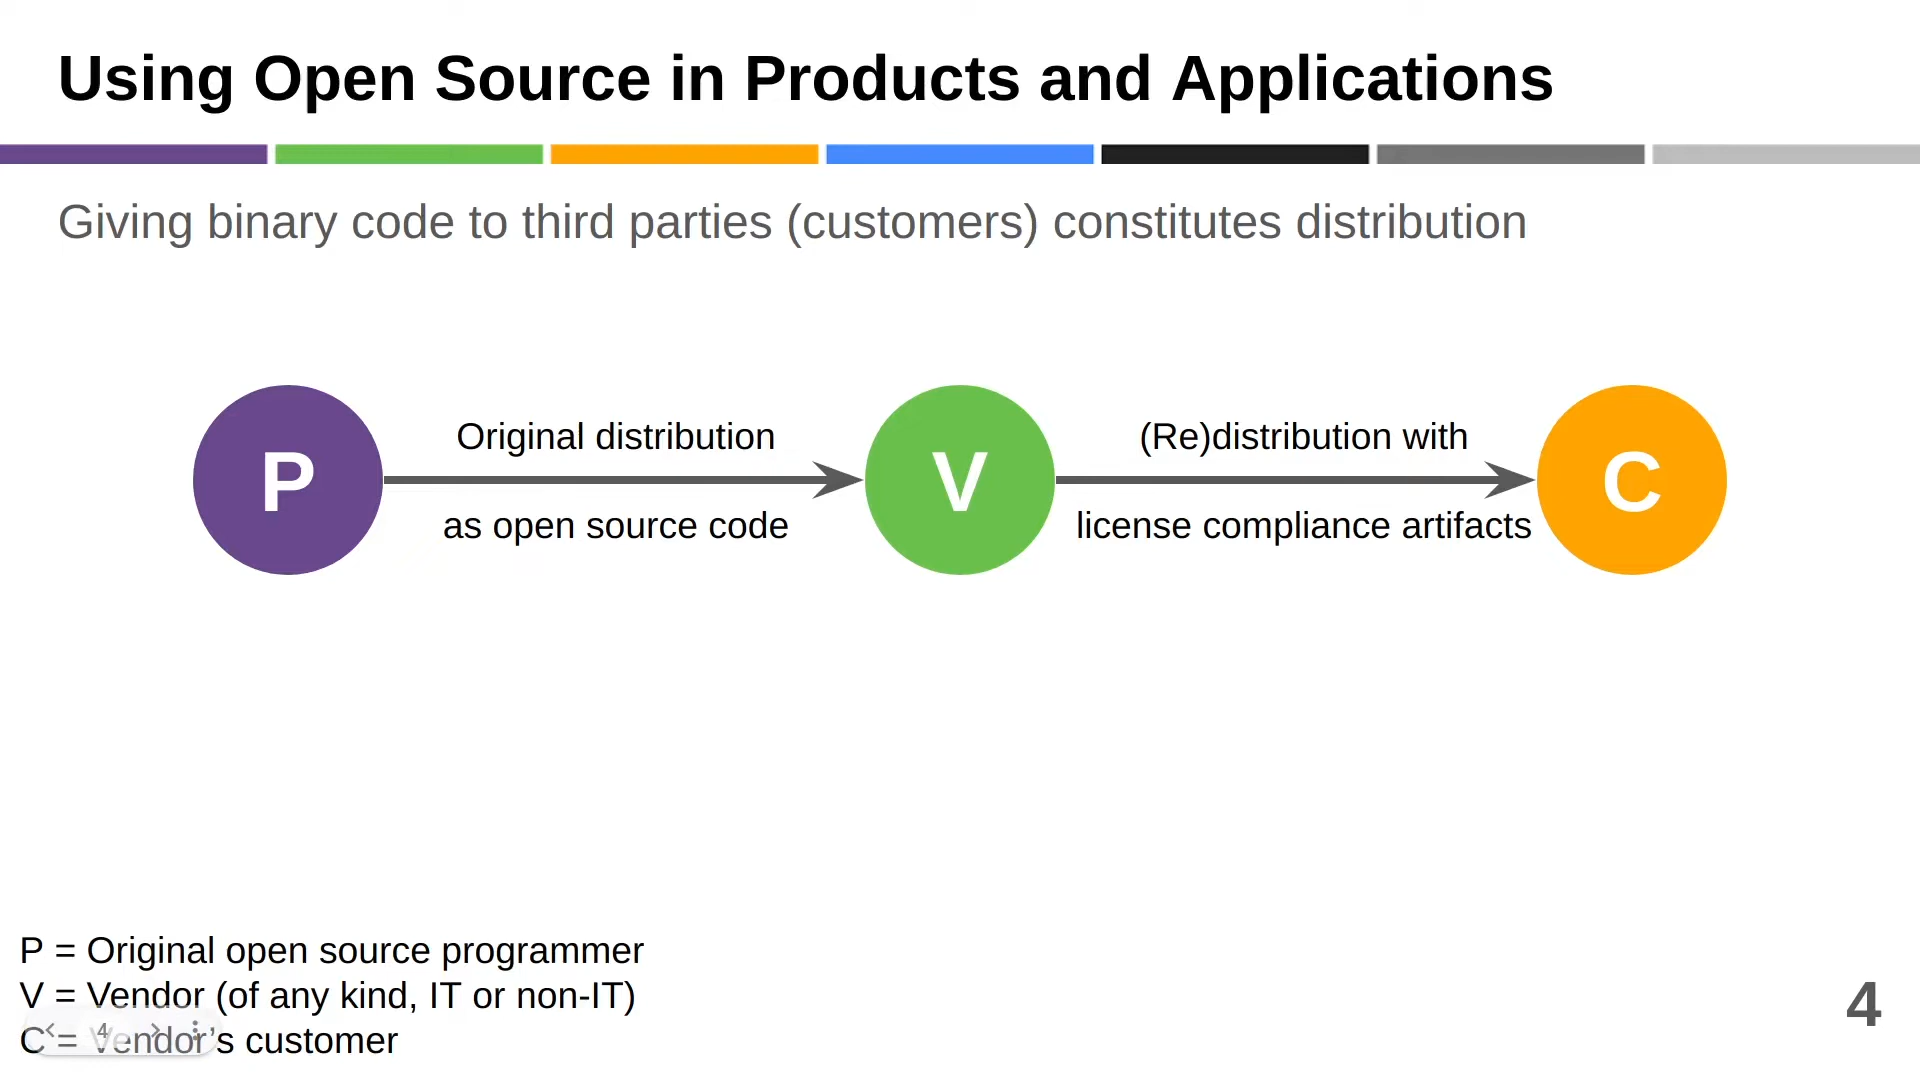 Using Open Source in Products and Applications
Giving binary code to third parties (customers) constitutes distribution
P
Original distribution
as open source code
V
(Re)distribution with
license compliance artifacts
C
P = Original open source programmer
V = Vendor (of any kind, IT or non-IT)
C = Vendor’s customer
4
4